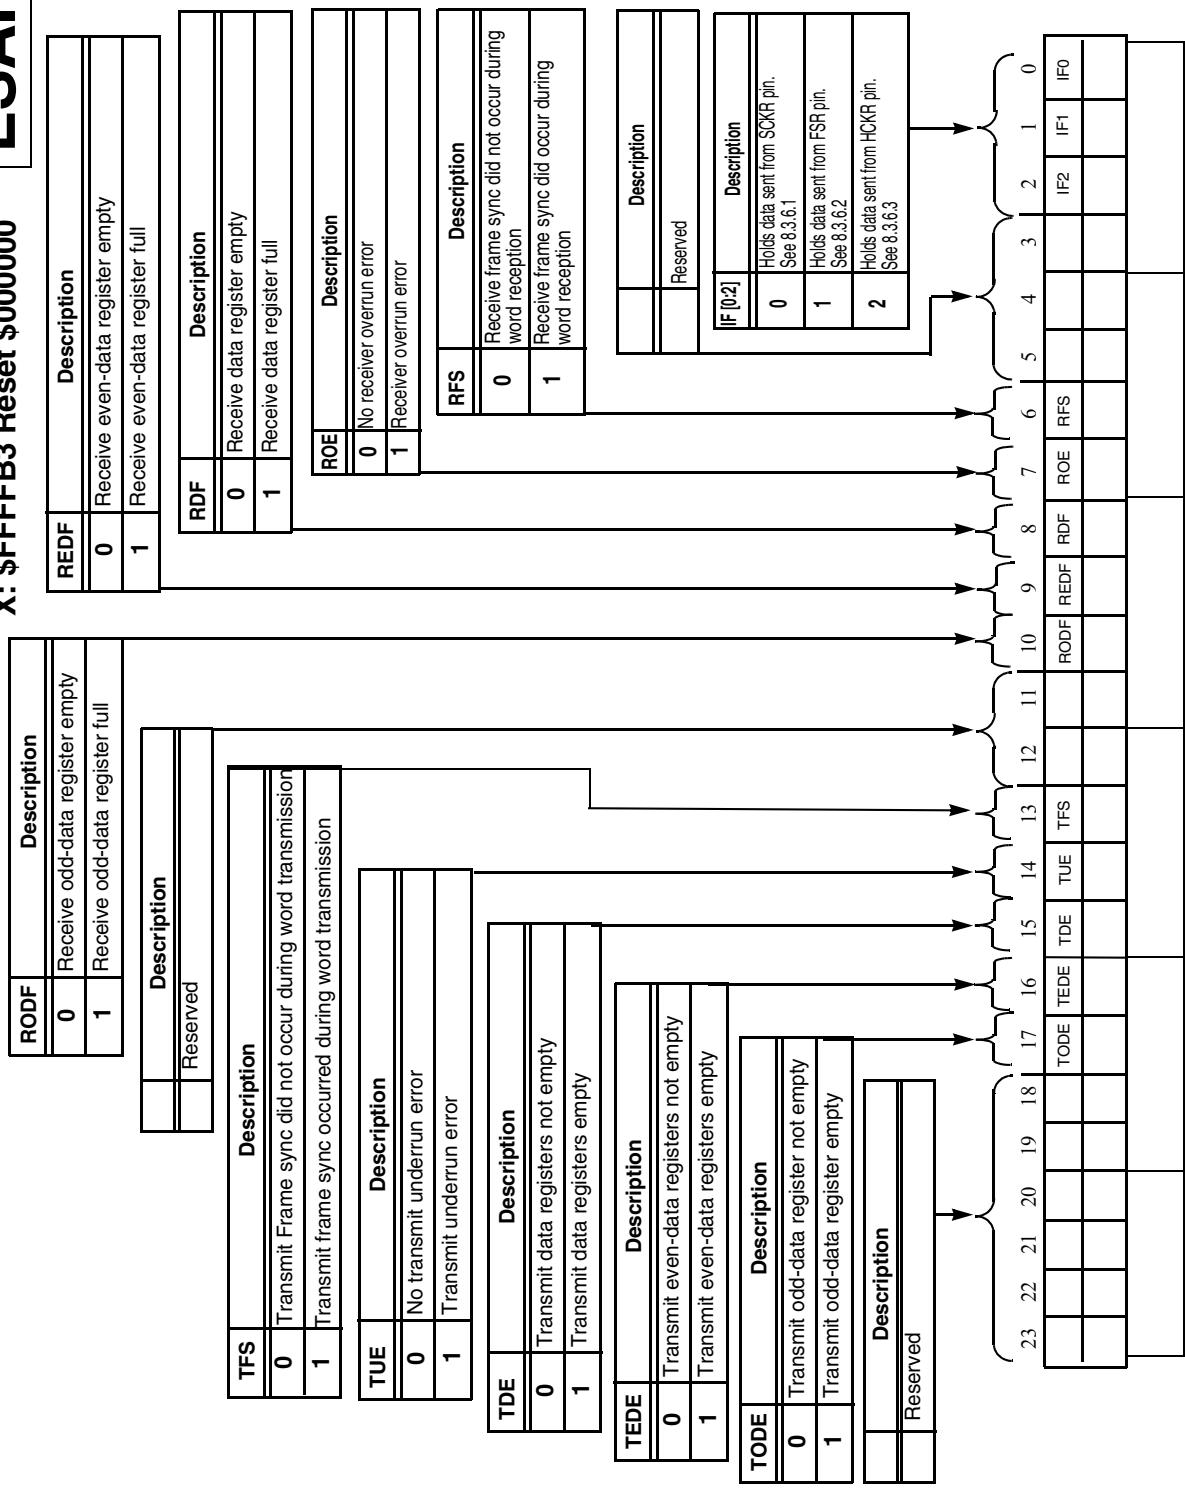 ESAI
X: $FFFFB3 Reset $000000
RODF Description
0 Receive odd-data register empty
1 Receive odd-data register full
REDF Description
0 Receive even-data register empty
1 Receive even-data register full
Description
Reserved
RDF Description
0 Receive data register empty
1 Receive data register full
TFS Description
0 Transmit Frame sync did not occur during word transmission
1 Transmit frame sync occurred during word transmission
ROE Description
0 No receiver overrun error
1 Receiver overrun error
TUE Description
0 No transmit underrun error
1 Transmit underrun error
RFS Description
0 Receive frame sync did not occur during
word reception
1 Receive frame sync did occur during
word reception
TDE Description
0 Transmit data registers not empty
1 Transmit data registers empty
TEDE Description
0 Transmit even-data registers not empty
1 Transmit even-data registers empty
Description
Reserved
TODE Description
0 Transmit odd-data register not empty
1 Transmit odd-data register empty
IF [0:2] Description
0 Holds data sent from SCKR pin.
See 8.3.6.1
1 Holds data sent from FSR pin.
See 8.3.6.2
2 Holds data sent from HCKR pin.
See 8.3.6.3
Description
Reserved
23 22 21 20 19 18 17 16 15 14 13 12 11 10 9 8 7 6 5 4 3 2 1 0
TODE TEDE TDE TUE TFS RODF REDF RDF ROE RFS IF2 IF1 IF0